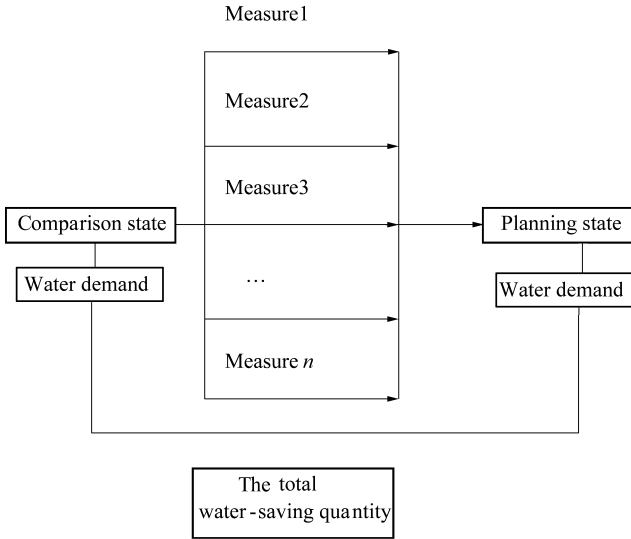 Measure1
Measure2
Measure3
Comparison state
Planning state
Water demand
...
Water demand
Measure n
The total
water-saving quantity